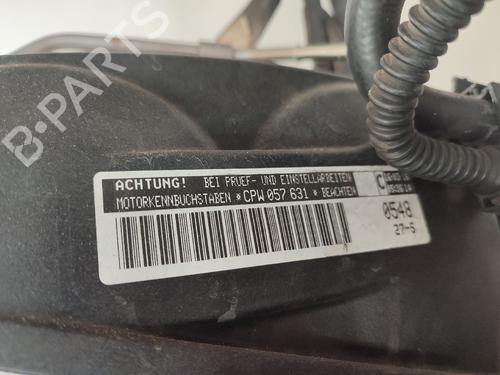 B-PARTS
ACHTUNG! BEI PRUEF- UND EINSTELLARBEITEN
MOTORKENNBUCHSTABEN *CPW 057 631 * BEACHTEN
C
0548
27-5